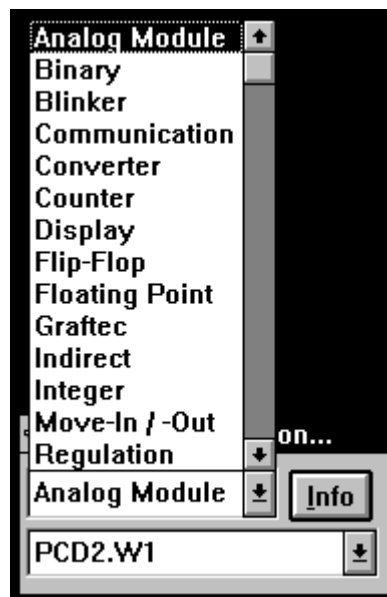 Analog Module
Binary
Blinker
Communication
Converter
Counter
Display
Flip-Flop
Floating Point
Graftec
Indirect
Integer
Move-In / -Out
on...
Regulation
Analog Module
Info
PCD2.W1